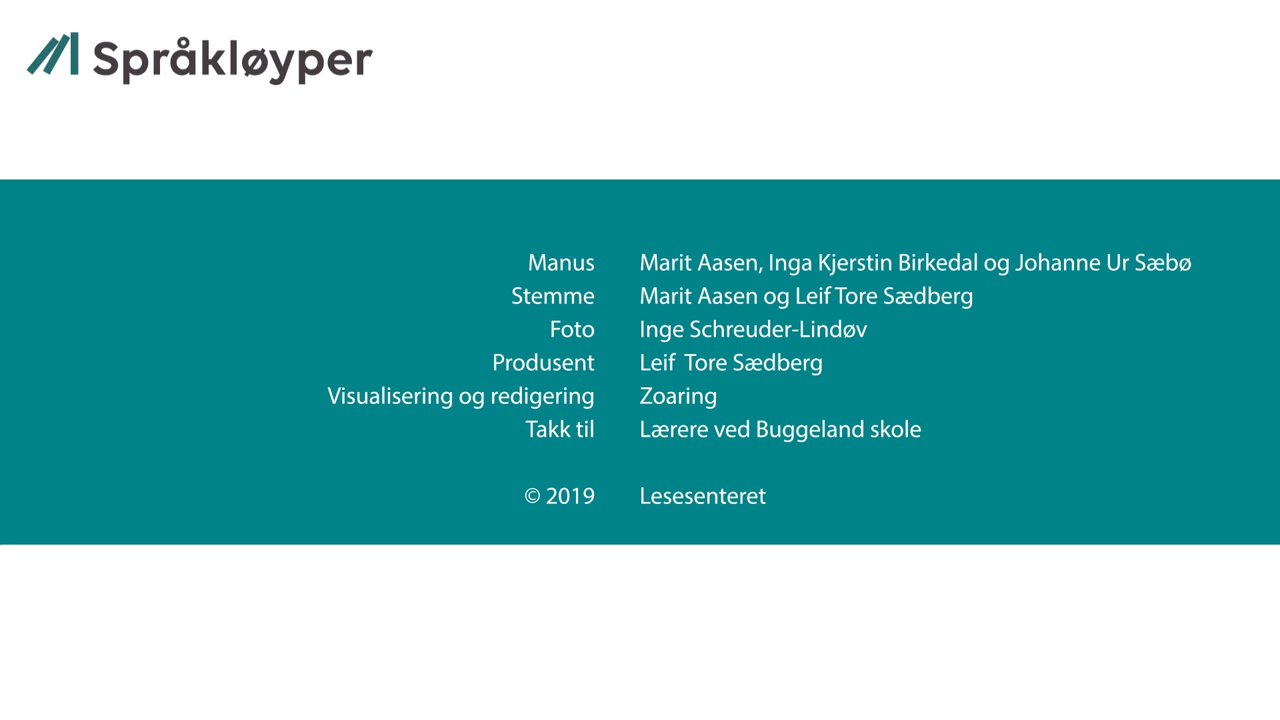 Språkløyper
Manus Marit Aasen, Inga Kjerstin Birkedal og Johanne Ur Sæbø
Stemme Marit Aasen og Leif Tore Sædberg
Foto Inge Schreuder-Lindøv
Produsent Leif Tore Sædberg
Visualisering og redigering Zoaring
Takk til Lærere ved Buggeland skole
© 2019 Lesesenteret